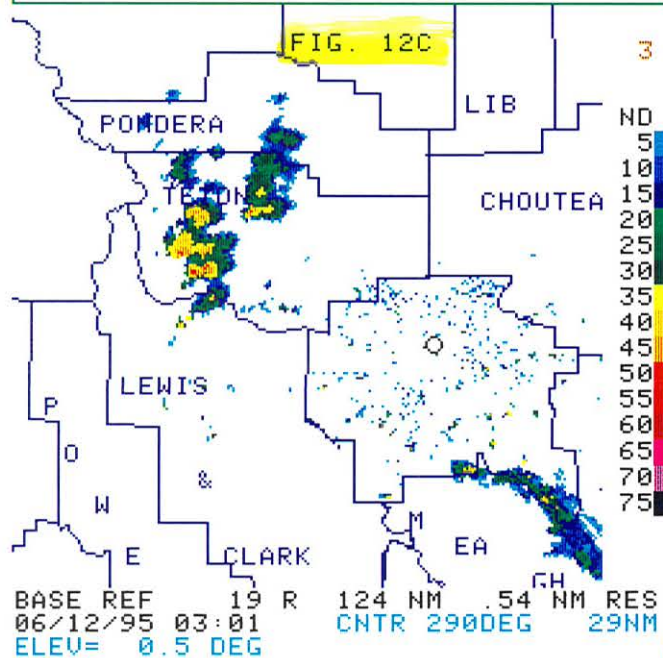 FIG. 12C
3
LIB
PONDERA
ND
5
10
TETON
CHOUTEA
15
20
25
30
35
40
45
LEWIS
50
P
55
O
60
&
65
W
70
M
75
E
CLARK
EA
GH
BASE REF 19 R 124 NM .54 NM RES
06/12/95 03:01 CNTR 290DEG 29NM
ELEV= 0.5 DEG